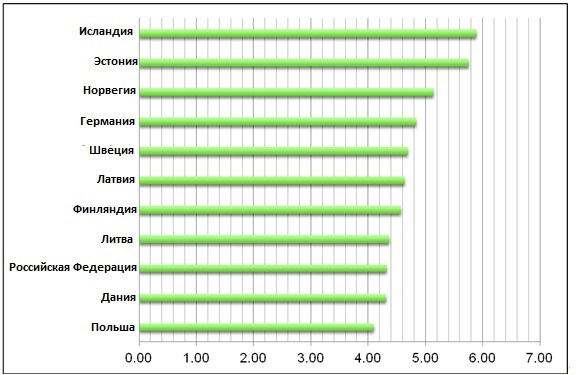 Исландия
Эстония
Норвегия
Германия
Швеция
Латвия
Финляндия
Литва
Российская Федерация
Дания
Польша
0.00 1.00 2.00 3.00 4.00 5.00 6.00 7.00